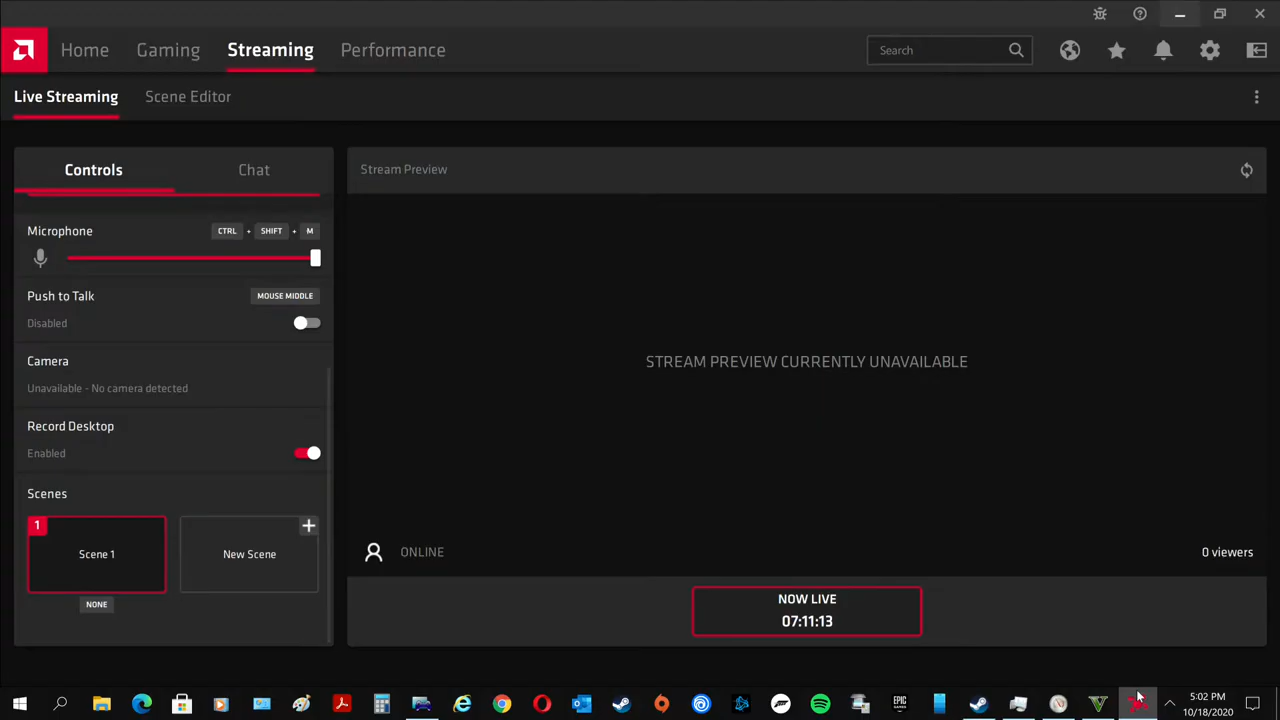 Home
Gaming
Streaming
Performance
Search
Live Streaming
Scene Editor
Controls
Chat
Stream Preview
Microphone
CTRL + SHIFT + M
Push to Talk
MOUSE MIDDLE
Disabled
Camera
Unavailable - No camera detected
Record Desktop
Enabled
Scenes
1
Scene 1
New Scene
NONE
STREAM PREVIEW CURRENTLY UNAVAILABLE
ONLINE
0 viewers
NOW LIVE
07:11:13
EPIC
5:02 PM
10/18/2020